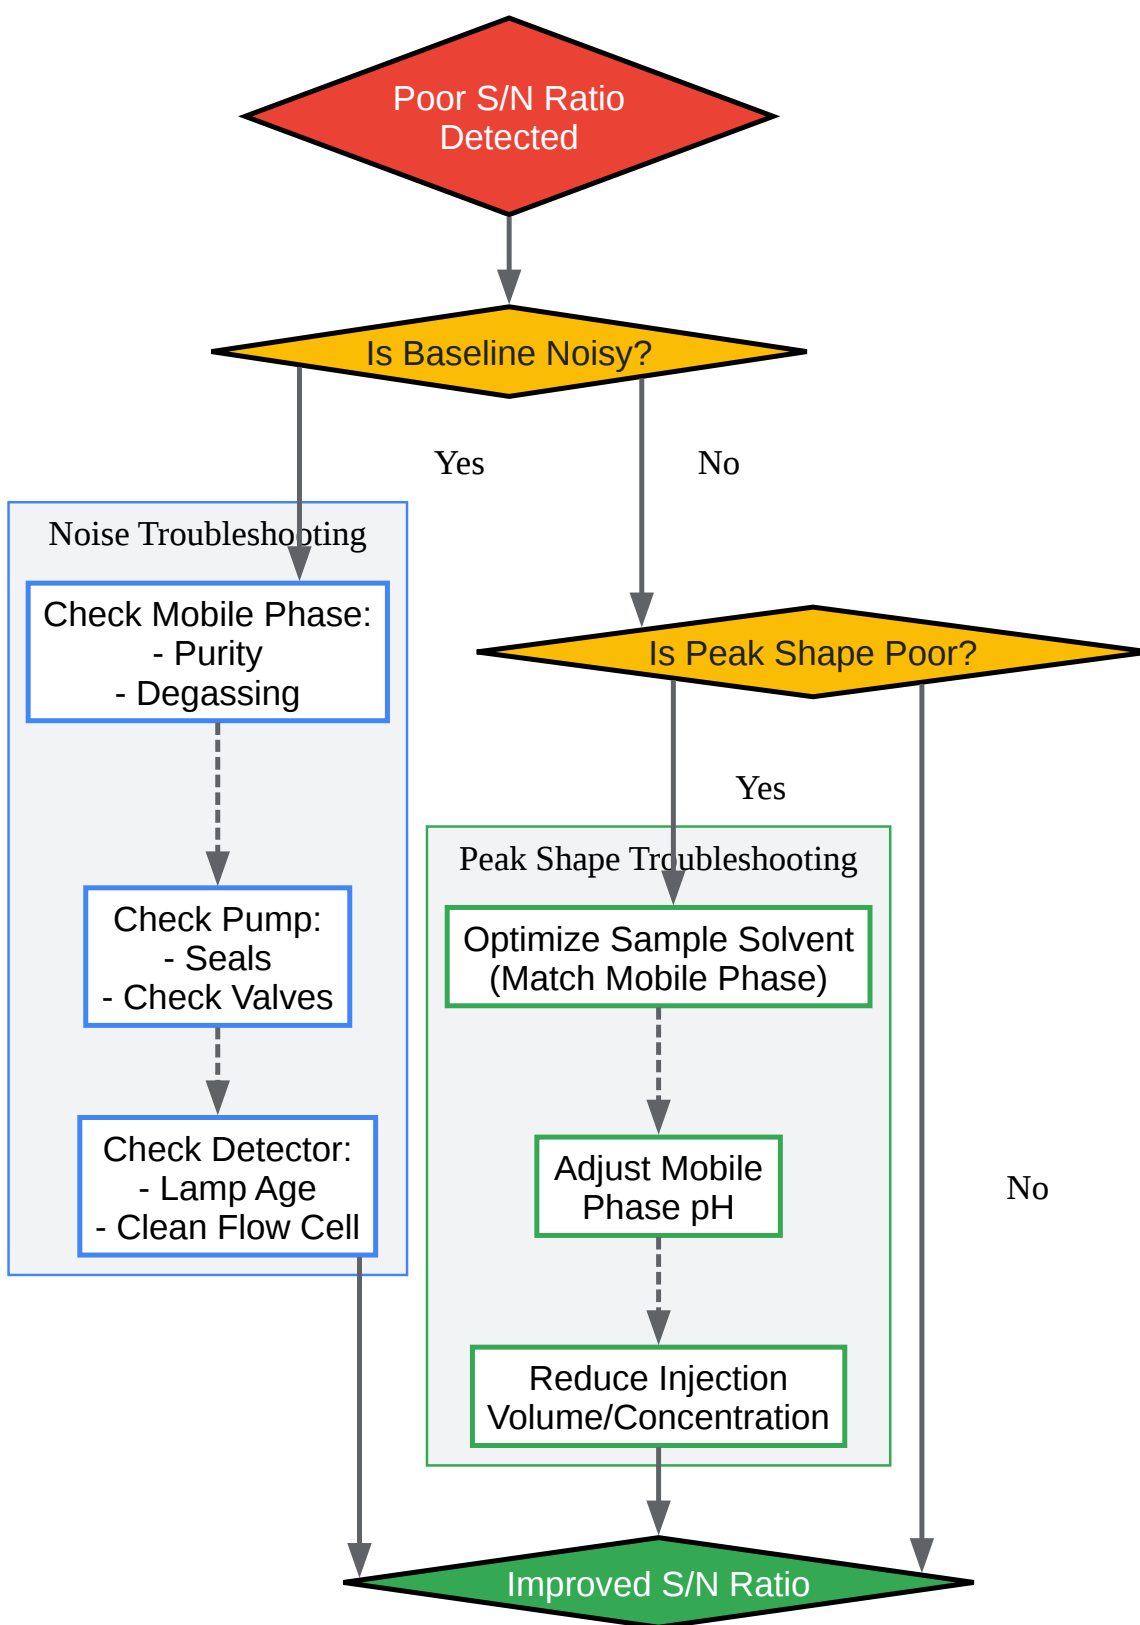 Poor S/N Ratio
Detected
Is Baseline Noisy?
Yes
No
Noise Troubleshooting
Check Mobile Phase:
- Purity
- Degassing
Is Peak Shape Poor?
Yes
Peak Shape Troubleshooting
Check Pump:
- Seals
- Check Valves
Optimize Sample Solvent
(Match Mobile Phase)
Check Detector:
- Lamp Age
- Clean Flow Cell
Adjust Mobile
Phase pH
No
Reduce Injection
Volume/Concentration
Improved S/N Ratio